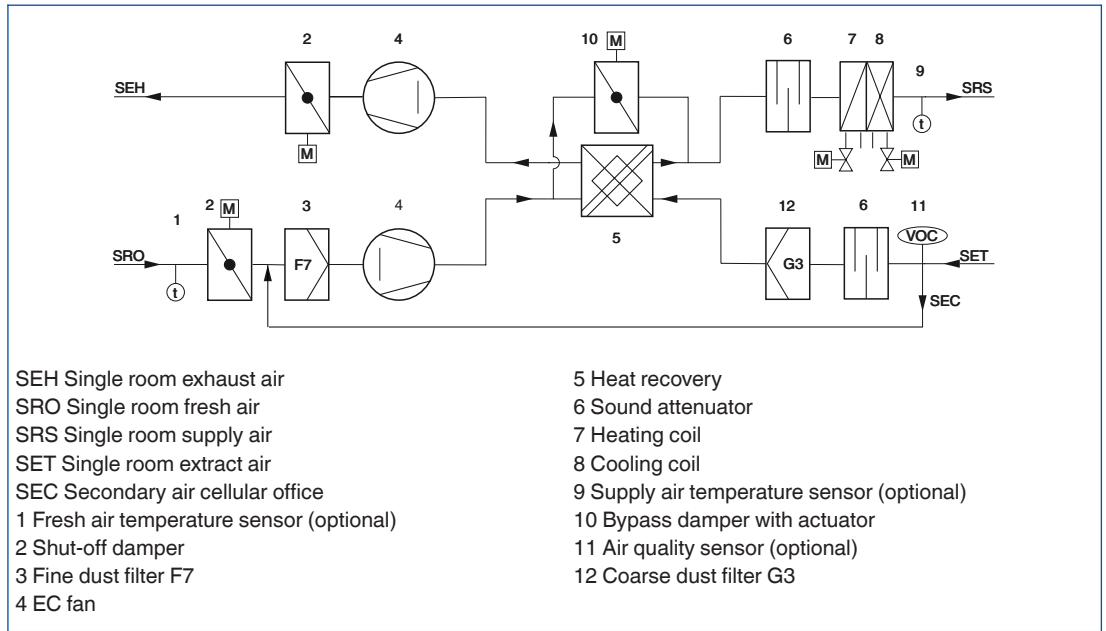 2 4 10 M 6 7 8 9
SEH SRS
t
M M M
2 M 3 4 12 6 11
1 VOC
5
SRO F7 G3 SET
t SEC
SEH Single room exhaust air
SRO Single room fresh air
SRS Single room supply air
SET Single room extract air
SEC Secondary air cellular office
1 Fresh air temperature sensor (optional)
2 Shut-off damper
3 Fine dust filter F7
4 EC fan
5 Heat recovery
6 Sound attenuator
7 Heating coil
8 Cooling coil
9 Supply air temperature sensor (optional)
10 Bypass damper with actuator
11 Air quality sensor (optional)
12 Coarse dust filter G3